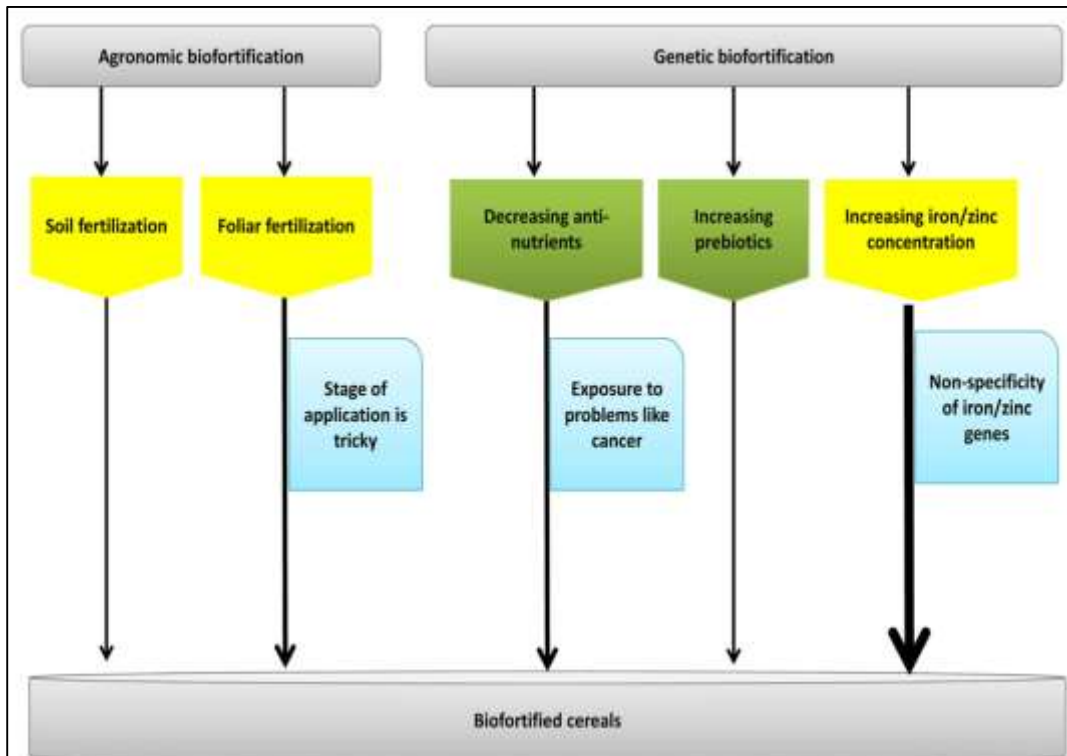 Agronomic biofortification
Genetic biofortification
Soil fertilization
Foliar fertilization
Decreasing anti-
nutrients
Increasing
prebiotics
Increasing iron/zinc
concentration
Stage of
application is
tricky
Exposure to
problems like
cancer
Non-specificity
of iron/zinc
genes
Biofortified cereals